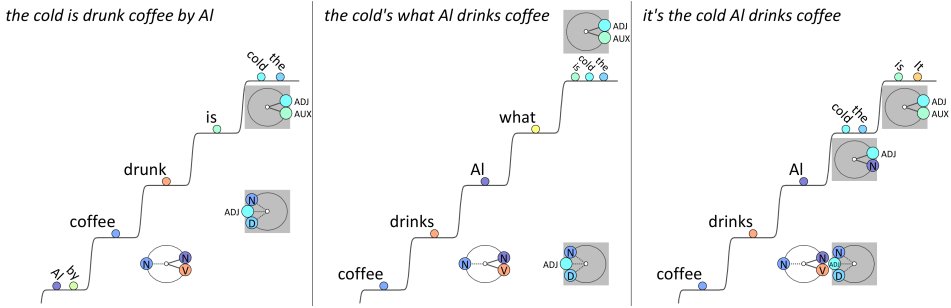 the cold is drunk coffee by Al
the cold
is
ADJ
AUX
drunk
coffee
N
ADJ
D
Al by
N
N
V
the cold's what Al drinks coffee
ADJ
AUX
is cold the
what
Al
drinks
coffee
N
N
V
N
ADJ
D
it's the cold Al drinks coffee
is It
ADJ
AUX
cold the
ADJ
N
Al
drinks
coffee
N
N
V
N
ADJ
D